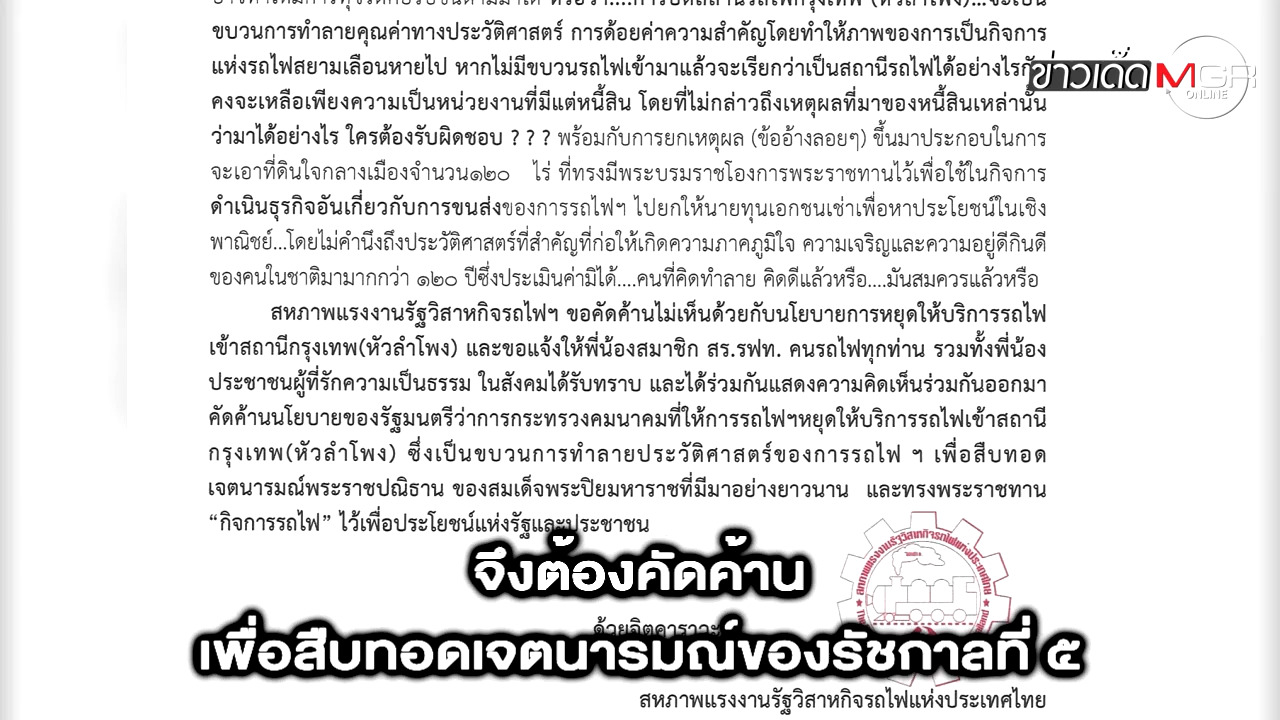 หรือว่า....การปิดสถานีรถไฟกรุงเทพ (หัวลำโพง)...จะเป็น
ขบวนการทำลายคุณค่าทางประวัติศาสตร์ การด้อยค่าความสำคัญโดยทำให้ภาพของการเป็นกิจการ
แห่งรถไฟสยามเลือนหายไป หากไม่มีขบวนรถไฟเข้ามาแล้วจะเรียกว่าเป็นสถานีรถไฟได้อย่างไรกัน
คงจะเหลือเพียงความเป็นหน่วยงานที่มีแต่หนี้สิน โดยที่ไม่กล่าวถึงเหตุผลที่มาของหนี้สินเหล่านั้น
ว่ามาได้อย่างไร ใครต้องรับผิดชอบ ? ? ? พร้อมกับการยกเหตุผล (ข้ออ้างลอยๆ) ขึ้นมาประกอบในการ
จะเอาที่ดินใจกลางเมืองจำนวน๑๒๐ ไร่ ที่ทรงมีพระบรมราชโองการพระราชทานไว้เพื่อใช้ในกิจการ
ดำเนินธุรกิจอันเกี่ยวกับการขนส่งของการรถไฟฯ ไปยกให้นายทุนเอกชนเช่าเพื่อหาประโยชน์ในเชิง
พาณิชย์...โดยไม่คำนึงถึงประวัติศาสตร์ที่สำคัญที่ก่อให้เกิดความภาคภูมิใจ ความเจริญและความอยู่ดีกินดี
ของคนในชาติมามากกว่า ๑๒๐ ปีซึ่งประเมินค่ามิได้....คนที่คิดทำลาย คิดดีแล้วหรือ....มันสมควรแล้วหรือ
สหภาพแรงงานรัฐวิสาหกิจรถไฟฯ ขอคัดค้านไม่เห็นด้วยกับนโยบายการหยุดให้บริการรถไฟ
เข้าสถานีกรุงเทพ(หัวลำโพง) และขอแจ้งให้พี่น้องสมาชิก สร.รฟท. คนรถไฟทุกท่าน รวมทั้งพี่น้อง
ประชาชนผู้ที่รักความเป็นธรรม ในสังคมได้รับทราบ และได้ร่วมกันแสดงความคิดเห็นร่วมกันออกมา
คัดค้านนโยบายของรัฐมนตรีว่าการกระทรวงคมนาคมที่ให้การรถไฟฯหยุดให้บริการรถไฟเข้าสถานี
กรุงเทพ(หัวลำโพง) ซึ่งเป็นขบวนการทำลายประวัติศาสตร์ของการรถไฟ ฯ เพื่อสืบทอด
เจตนารมณ์พระราชปณิธาน ของสมเด็จพระปิยมหาราชที่มีมาอย่างยาวนาน และทรงพระราชทาน
“กิจการรถไฟ” ไว้เพื่อประโยชน์แห่งรัฐและประชาชน
ข่าวเด็ด MGR
ONLINE
จึงต้องคัดค้าน
ด้วยจิตคาราวะ
เพื่อสืบทอดเจตนารมณ์ของรัชกาลที่ ๕
สหภาพแรงงานรัฐวิสาหกิจรถไฟแห่งประเทศไทย